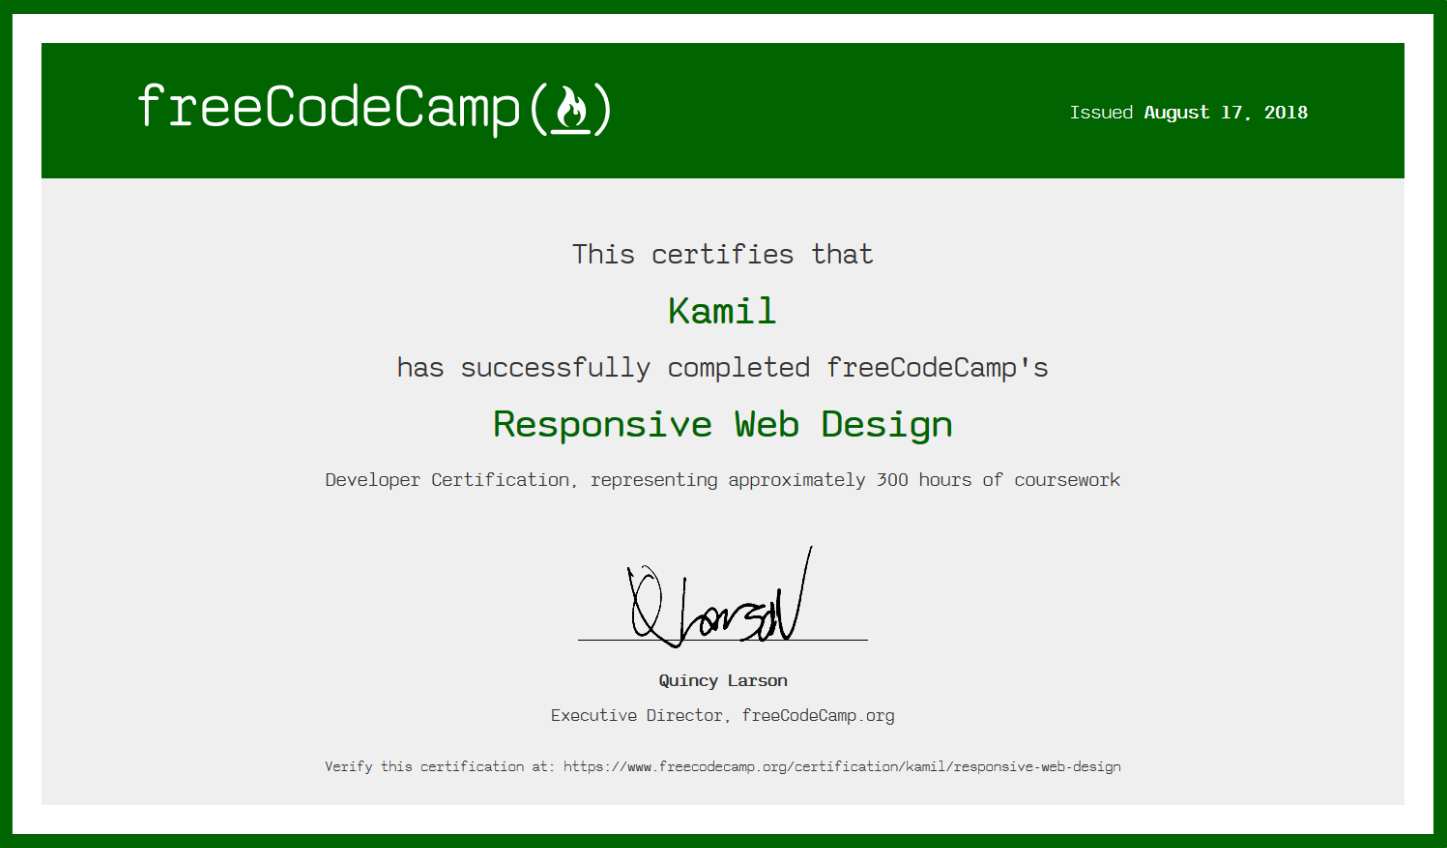 freeCodeCamp(🔥)
Issued August 17, 2018
This certifies that
Kamil
has successfully completed freeCodeCamp's
Responsive Web Design
Developer Certification, representing approximately 300 hours of coursework
Q Larson
Quincy Larson
Executive Director, freeCodeCamp.org
Verify this certification at: https://www.freecodecamp.org/certification/kamil/responsive-web-design